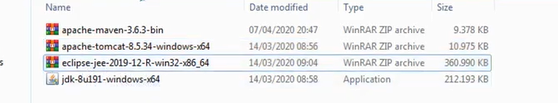 Name Date modified Type Size
apache-maven-3.6.3-bin 07/04/2020 20:47 WinRAR ZIP archive 9.378 KB
apache-tomcat-8.5.34-windows-x64 14/03/2020 08:56 WinRAR ZIP archive 10.975 KB
eclipse-jee-2019-12-R-win32-x86_64 14/03/2020 09:04 WinRAR ZIP archive 360.990 KB
jdk-8u191-windows-x64 14/03/2020 08:58 Application 212.193 KB